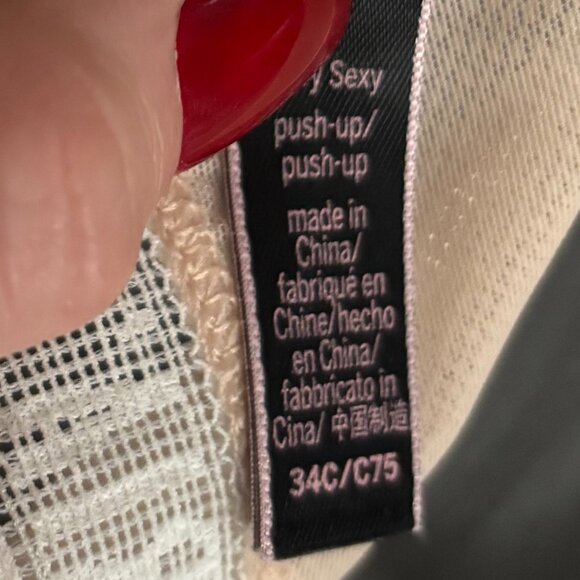 Sexy
push-up/
push-up
made in
China/
fabriqué en
Chine/hecho
en China/
fabbricato in
Cina/ 中国制造
34C/C75